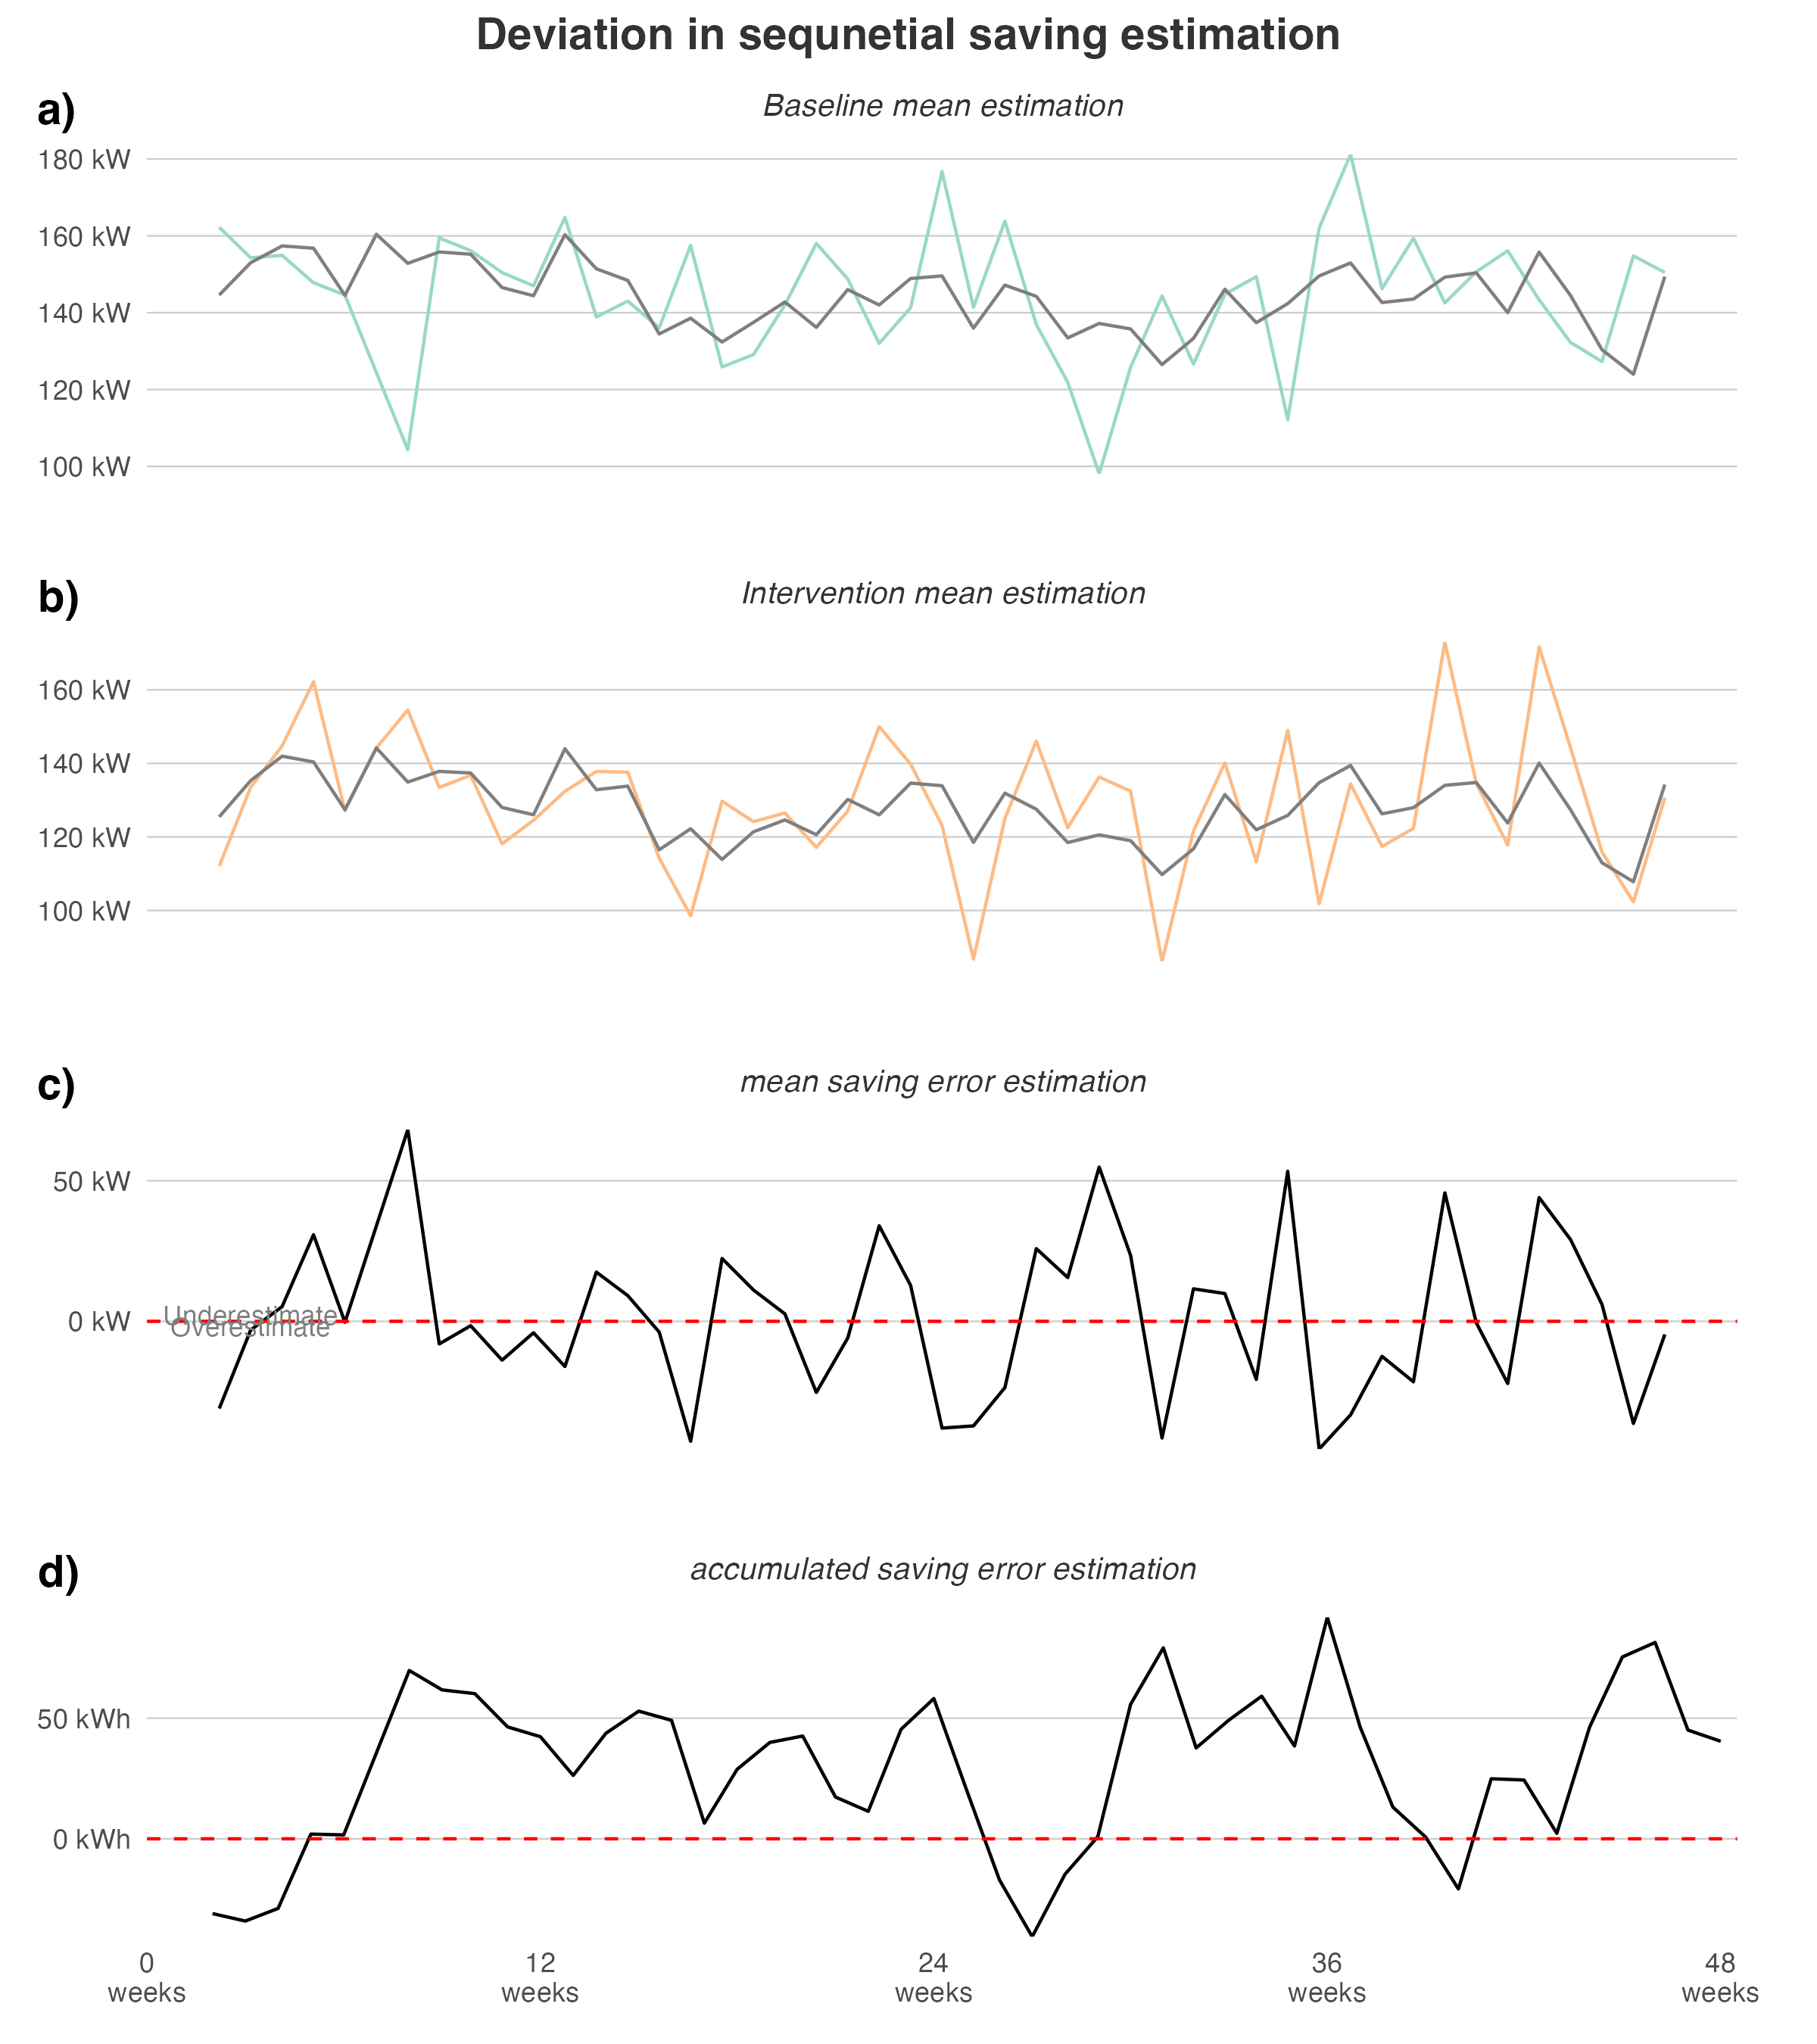 Deviation in sequnetial saving estimation
a)
Baseline mean estimation
180 kW
160 kW
140 kW
120 kW
100 kW
b)
Intervention mean estimation
160 kW
140 kW
120 kW
100 kW
c)
mean saving error estimation
50 kW
0 kW
Underestimate
Overestimate
d)
accumulated saving error estimation
50 kWh
0 kWh
0
weeks
12
weeks
24
weeks
36
weeks
48
weeks